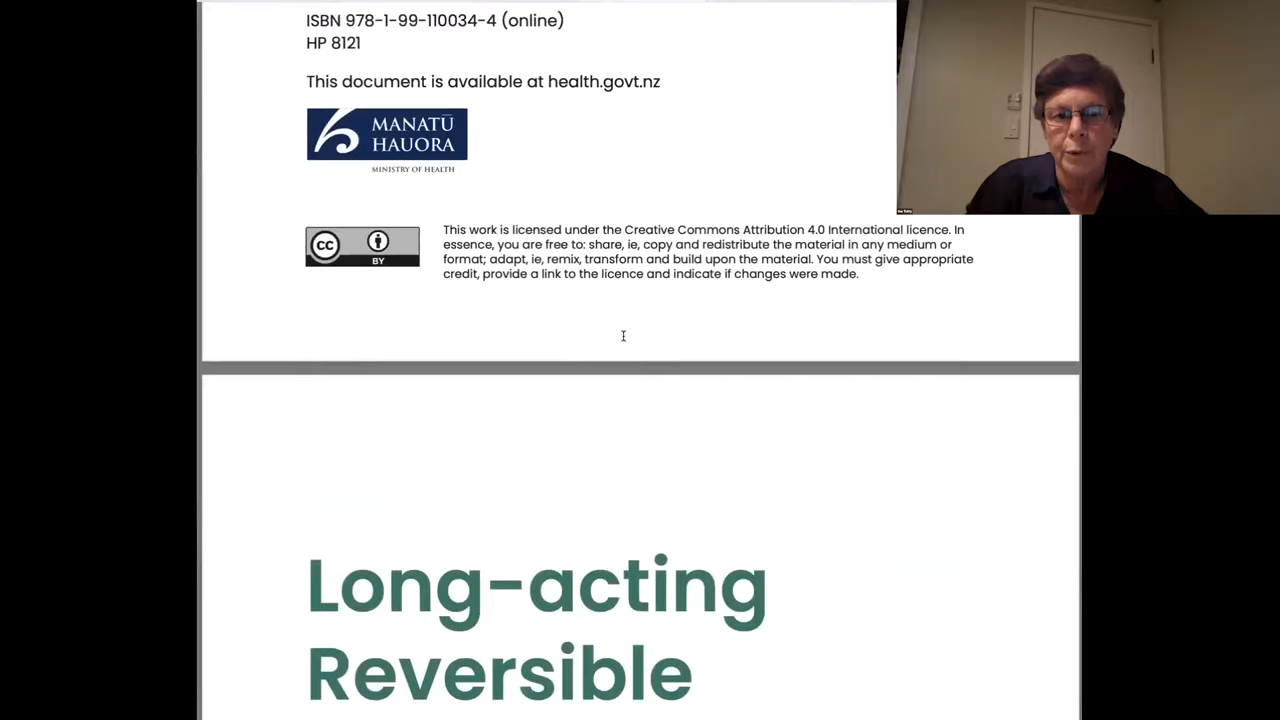 ISBN 978-1-99-110034-4 (online)
HP 8121
This document is available at health.govt.nz
MANATŪ
HAUORA
MINISTRY OF HEALTH
cc
BY
This work is licensed under the Creative Commons Attribution 4.0 International licence. In
essence, you are free to: share, ie, copy and redistribute the material in any medium or
format; adapt, ie, remix, transform and build upon the material. You must give appropriate
credit, provide a link to the licence and indicate if changes were made.
Long-acting
Reversible